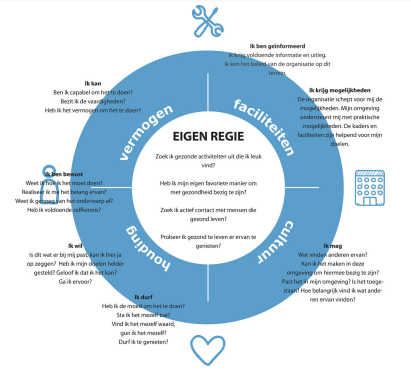 Ik ben geïnformeerd
Ik krijg voldoende informatie en uitleg.
Ik ken het beleid van de organisatie op dit
terrein.
Ik kan
Ben ik capabel om het te doen?
Bezit ik de vaardigheden?
Heb ik het vermogen om het te doen?
Ik krijg mogelijkheden
De organisatie schept voor mij de
mogelijkheden. Mijn omgeving
ondersteunt mij met praktische
mogelijkheden. De kaders en
faciliteiten zijn helpend voor mijn
doelen.
vermogen
faciliteiten
EIGEN REGIE
Zoek ik gezonde activiteiten uit die ik leuk
vind?
Heb ik mijn eigen favoriete manier om
met gezondheid bezig te zijn?
Zoek ik actief contact met mensen die
gezond leven?
Probeer ik gezond te leven er ervan te
genieten?
Ik ben bewust
Weet ik hoe ik het moet doen?
Realiseer ik me het belang ervan?
Weet ik genoeg van het onderwerp af?
Heb ik voldoende zelfkennis?
houding
cultuur
Ik wil
Is dit wat er bij mij past, kan ik hier ja
op zeggen? Heb ik mijn doelen helder
gesteld? Geloof ik dat ik het kan?
Ga ik ervoor?
Ik mag
Wat vinden anderen ervan?
Kan ik het maken in deze
omgeving om hiermee bezig te zijn?
Past het in mijn omgeving? Is het toege-
staan? Hoe belangrijk vind ik wat ande-
ren ervan vinden?
Ik durf
Heb ik de moed om het te doen?
Sta ik het mezelf toe?
Vind ik het mezelf waard,
gun ik het mezelf?
Durf ik te genieten?